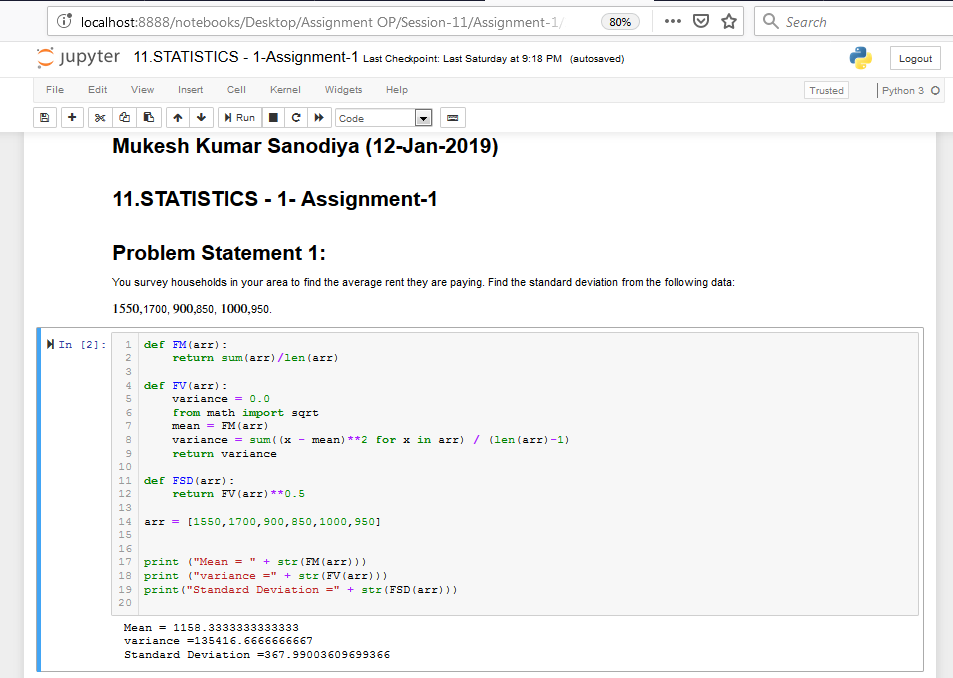 localhost:8888/notebooks/Desktop/Assignment OP/Session-11/Assignment-1/ 80% Search
jupyter 11.STATISTICS - 1-Assignment-1 Last Checkpoint: Last Saturday at 9:18 PM (autosaved) Logout
File Edit View Insert Cell Kernel Widgets Help Trusted Python 3
Run Code
Mukesh Kumar Sanodiya (12-Jan-2019)
11.STATISTICS - 1- Assignment-1
Problem Statement 1:
You survey households in your area to find the average rent they are paying. Find the standard deviation from the following data:
1550,1700, 900,850, 1000,950.
In [2]:
1 def FM(arr):
2     return sum(arr)/len(arr)
3
4 def FV(arr):
5     variance = 0.0
6     from math import sqrt
7     mean = FM(arr)
8     variance = sum((x - mean)**2 for x in arr) / (len(arr)-1)
9     return variance
10
11 def FSD(arr):
12     return FV(arr)**0.5
13
14 arr = [1550,1700,900,850,1000,950]
15
16
17 print ("Mean = " + str(FM(arr)))
18 print ("variance =" + str(FV(arr)))
19 print("Standard Deviation =" + str(FSD(arr)))
20
Mean = 1158.3333333333333
variance =135416.6666666667
Standard Deviation =367.99003609699366